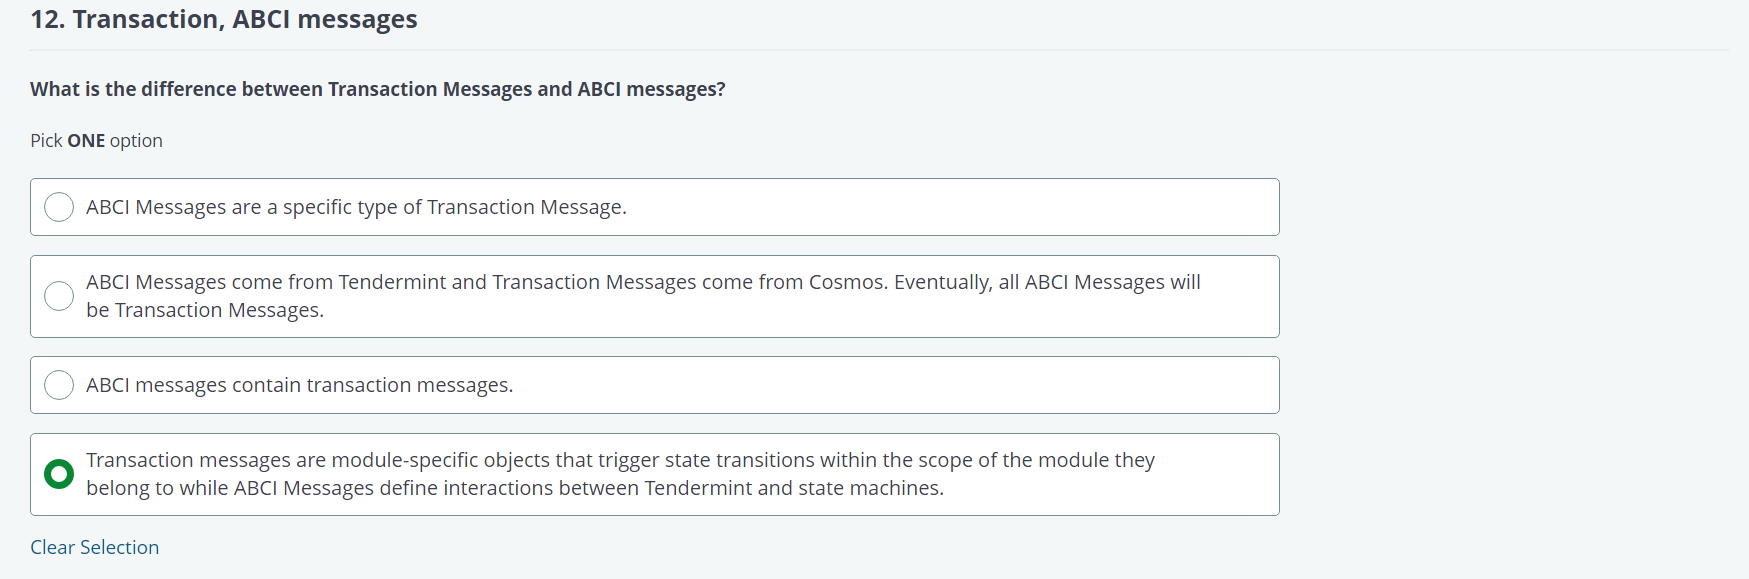 12. Transaction, ABCI messages
What is the difference between Transaction Messages and ABCI messages?
Pick ONE option
ABCI Messages are a specific type of Transaction Message.
ABCI Messages come from Tendermint and Transaction Messages come from Cosmos. Eventually, all ABCI Messages will
be Transaction Messages.
ABCI messages contain transaction messages.
Transaction messages are module-specific objects that trigger state transitions within the scope of the module they
belong to while ABCI Messages define interactions between Tendermint and state machines.
Clear Selection